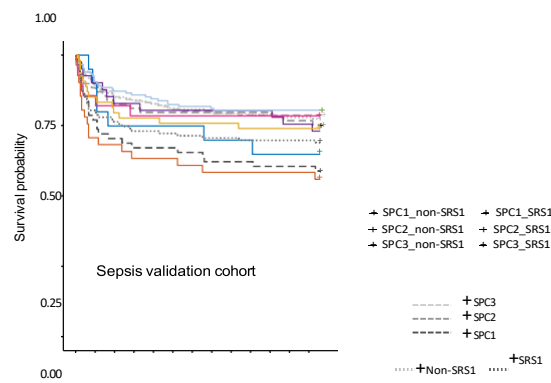 1.00
0.75
Survival probability
0.50
SPC1_non-SRS1 SPC1_SRS1
SPC2_non-SRS1 SPC2_SRS1
SPC3_non-SRS1 SPC3_SRS1
Sepsis validation cohort
0.25
SPC3
SPC2
SPC1
SRS1
Non-SRS1
0.00